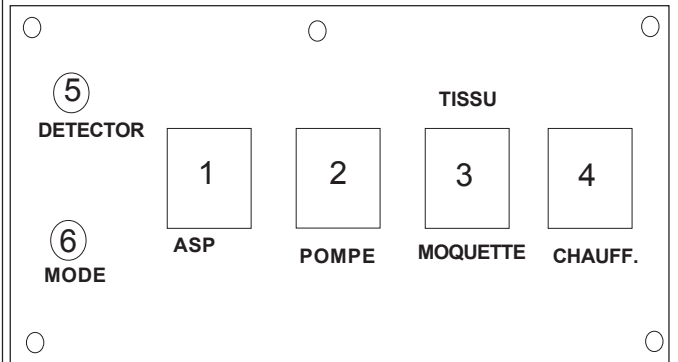 5
DETECTOR
TISSU
1
2
3
4
6
MODE
ASP
POMPE
MOQUETTE
CHAUFF.